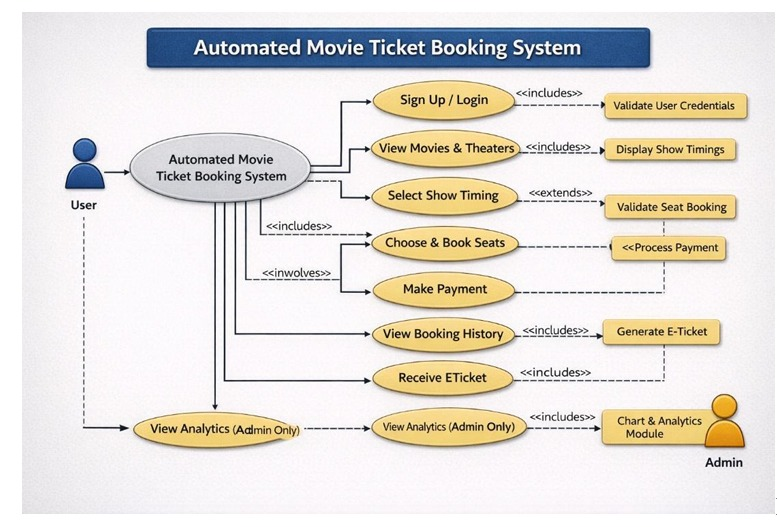 Automated Movie Ticket Booking System
Sign Up / Login
<<includes>>
Validate User Credentials
Automated Movie
Ticket Booking System
View Movies & Theaters
<<includes>>
Display Show Timings
User
Select Show Timing
<<extends>>
Validate Seat Booking
<<includes>>
Choose & Book Seats
<<Process Payment
<<inwolves>>
Make Payment
View Booking History
<<includes>>
Generate E-Ticket
Receive ETicket
<<includes>>
View Analytics (Admin Only)
View Analytics (Admin Only)
<<includes>>
Chart & Analytics
Module
Admin